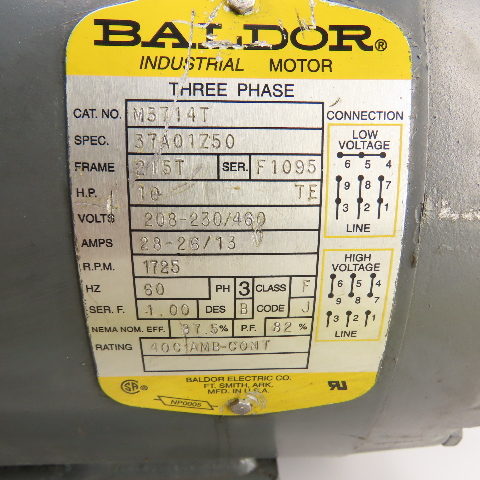 BALDOR®
INDUSTRIAL MOTOR
THREE PHASE
CAT. NO. M3714T
SPEC. 37A01Z50
FRAME 215T SER. F1095
H.P. 10 TE
VOLTS 208-230/460
AMPS 28-26/13
R.P.M. 1725
HZ 60 PH 3 CLASS F
SER. F. 1.00 DES B CODE J
NEMA NOM. EFF. 87.5% P.F. 82%
RATING 40C AMB-CONT
CONNECTION
LOW
VOLTAGE
6 5 4
9 8 7
3 2 1
LINE
HIGH
VOLTAGE
6 5 4
9 8 7
3 2 1
LINE
BALDOR ELECTRIC CO.
FT. SMITH, ARK.
MFD. IN U.S.A.
NP0005